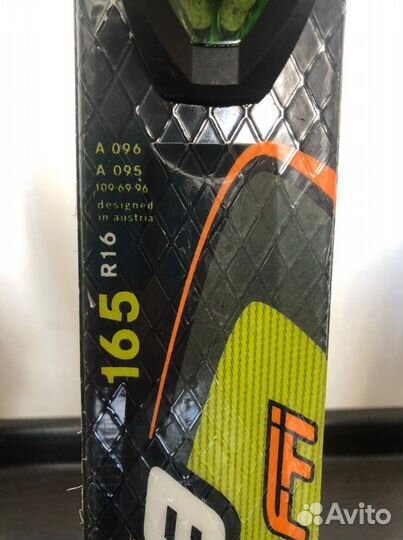 A 096
A 095
109-69-96
designed
in austria
165 R16
Avito